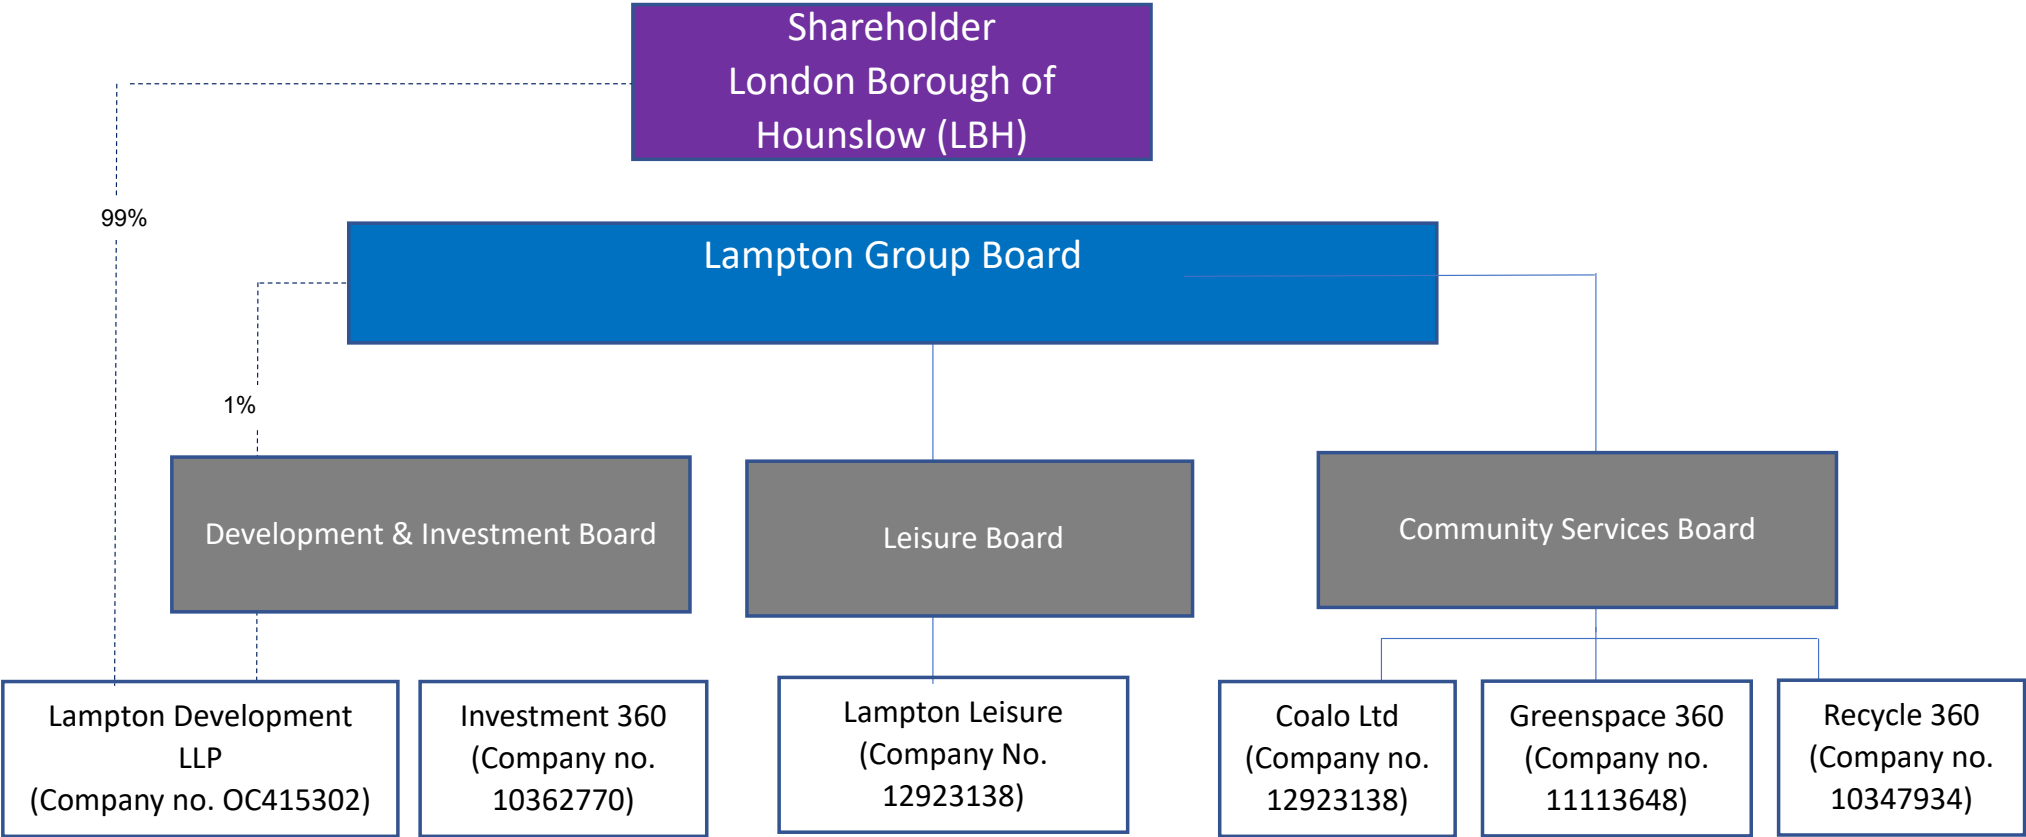 Shareholder
London Borough of
Hounslow (LBH)
99%
Lampton Group Board
1%
Development & Investment Board
Leisure Board
Community Services Board
Lampton Development
LLP
(Company no. OC415302)
Investment 360
(Company no.
10362770)
Lampton Leisure
(Company No.
12923138)
Coalo Ltd
(Company no.
12923138)
Greenspace 360
(Company no.
11113648)
Recycle 360
(Company no.
10347934)